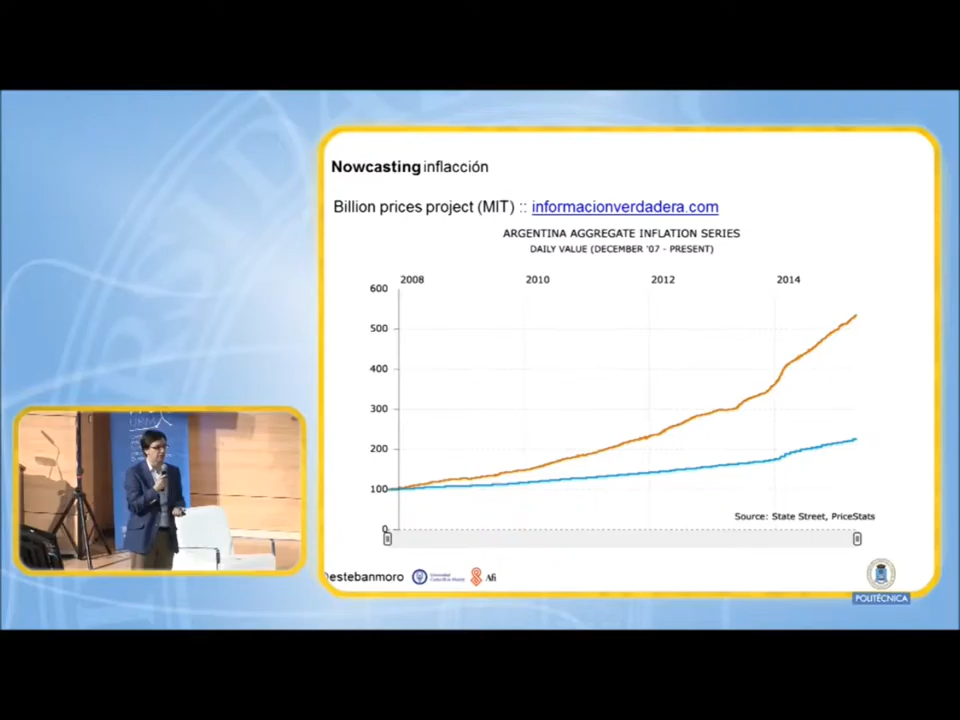 Nowcasting inflacción
Billion prices project (MIT) :: informacionverdadera.com
ARGENTINA AGGREGATE INFLATION SERIES
DAILY VALUE (DECEMBER '07 - PRESENT)
2008 2010 2012 2014
600
500
400
300
200
100
0
Source: State Street, PriceStats
estebanmoro
Afi
POLITÉCNICA